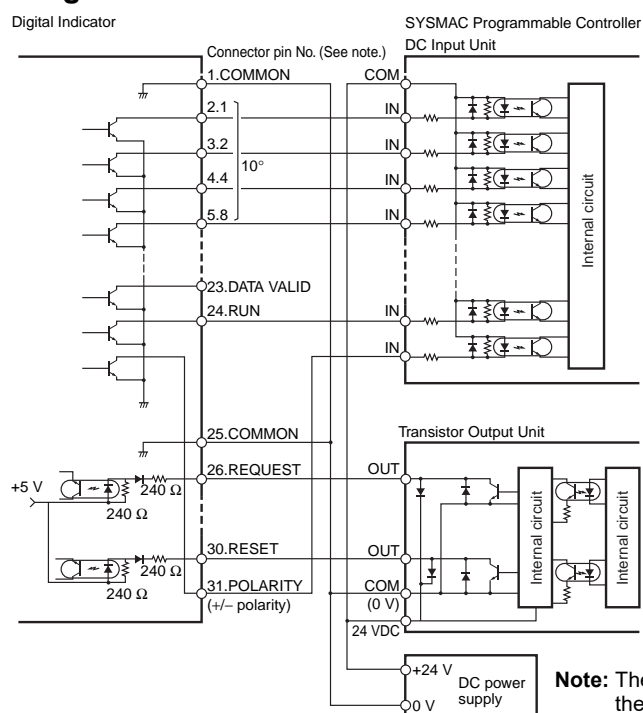 Digital Indicator
SYSMAC Programmable Controller
DC Input Unit
Connector pin No. (See note.)
1.COMMON
COM
2.1
IN
3.2
IN
10°
4.4
IN
5.8
IN
Internal circuit
23.DATA VALID
24.RUN
IN
IN
25.COMMON
Transistor Output Unit
26.REQUEST
OUT
+5 V
240 Ω
240 Ω
Internal circuit
Internal circuit
30.RESET
OUT
240 Ω
240 Ω
31.POLARITY
(+/− polarity)
COM
(0 V)
24 VDC
+24 V
DC power
supply
0 V
Note: The
the